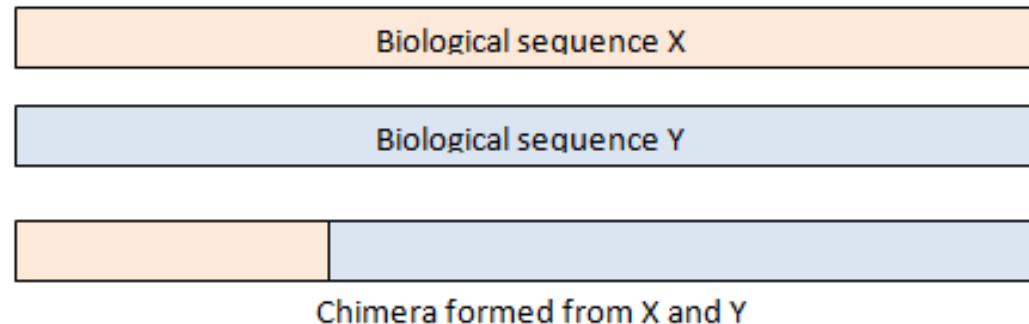 Biological sequence X
Biological sequence Y
Chimera formed from X and Y